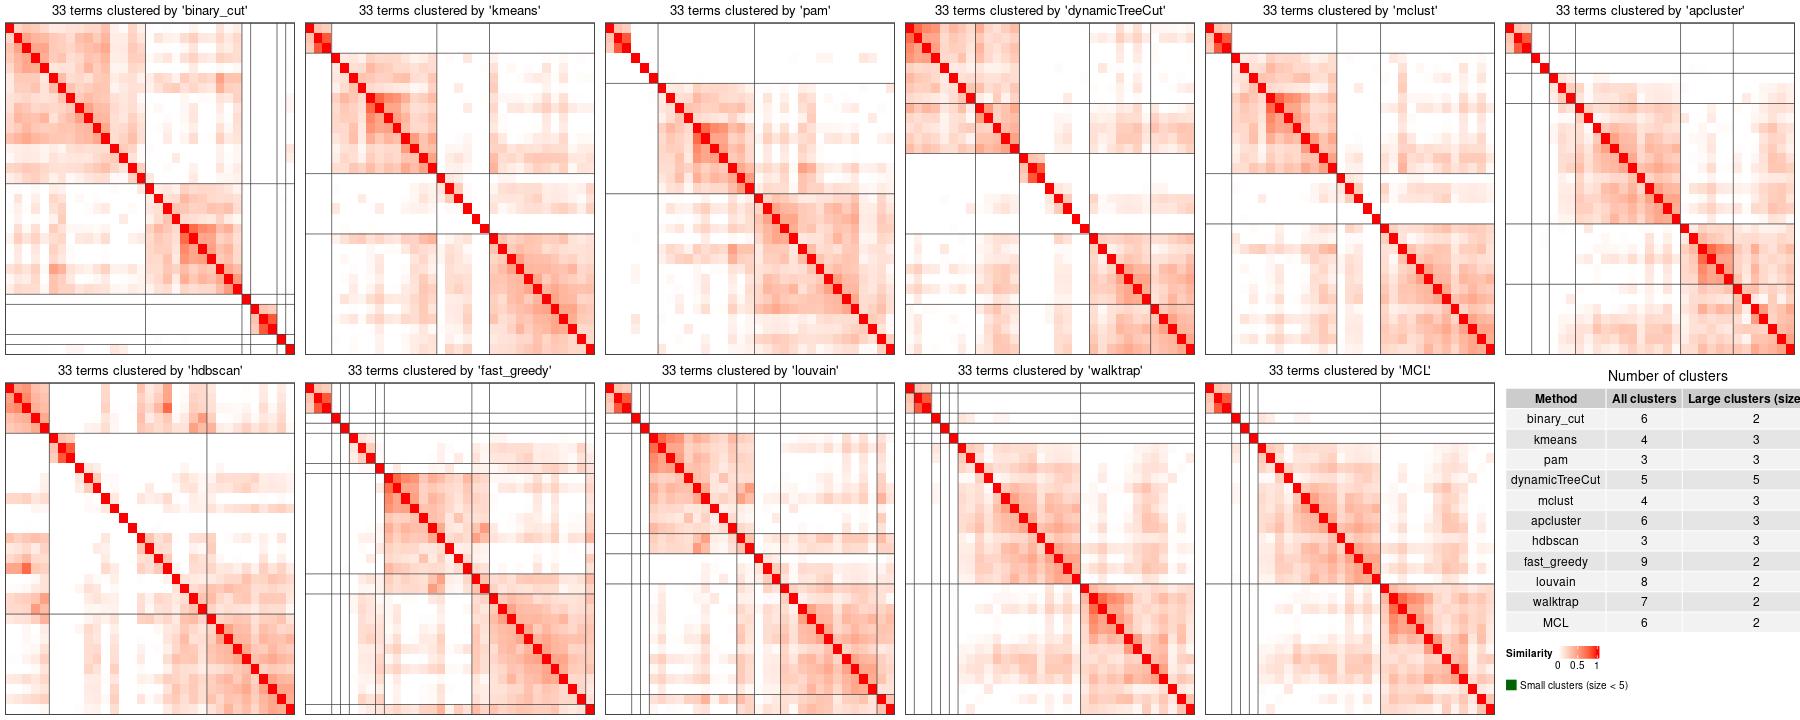 33 terms clustered by 'binary_cut'
33 terms clustered by 'kmeans'
33 terms clustered by 'pam'
33 terms clustered by 'dynamicTreeCut'
33 terms clustered by 'mclust'
33 terms clustered by 'apcluster'
33 terms clustered by 'hdbscan'
33 terms clustered by 'fast_greedy'
33 terms clustered by 'louvain'
33 terms clustered by 'walktrap'
33 terms clustered by 'MCL'
Number of clusters
Method All clusters Large clusters (size
binary_cut 6 2
kmeans 4 3
pam 3 3
dynamicTreeCut 5 5
mclust 4 3
apcluster 6 3
hdbscan 3 3
fast_greedy 9 2
louvain 8 2
walktrap 7 2
MCL 6 2
Similarity
0 0.5 1
Small clusters (size < 5)